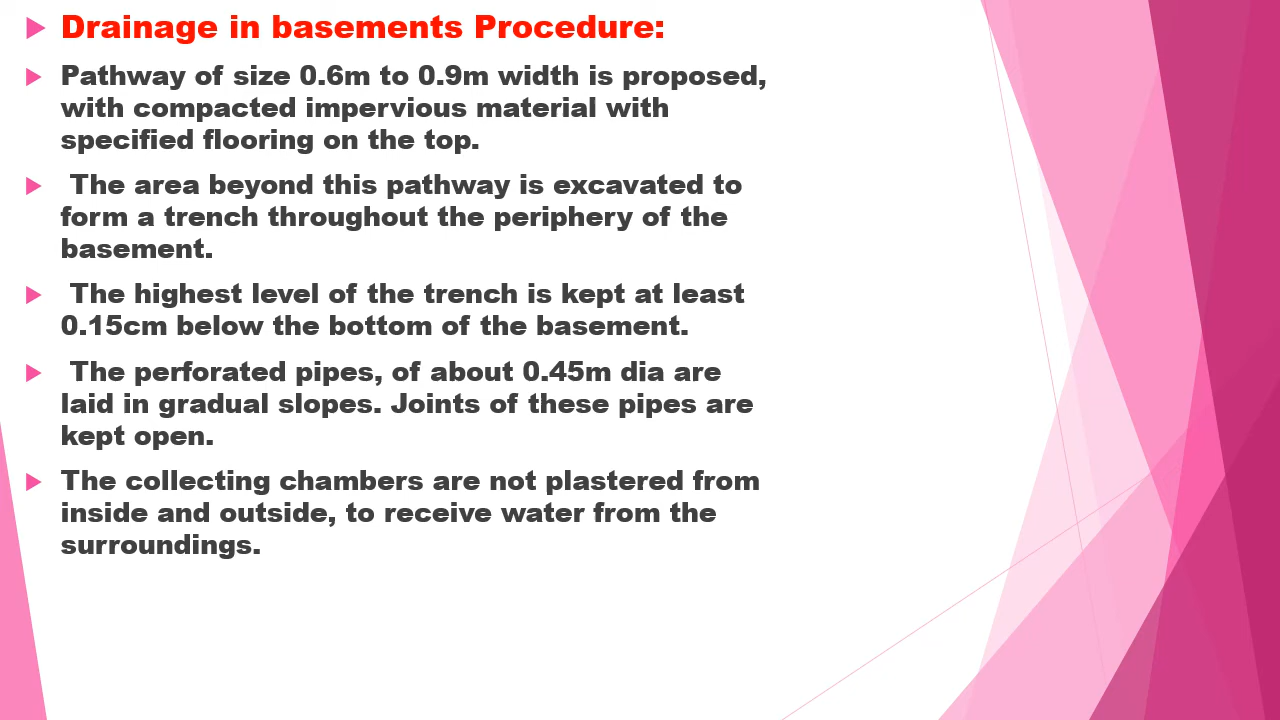 Drainage in basements Procedure:
Pathway of size 0.6m to 0.9m width is proposed,
with compacted impervious material with
specified flooring on the top.
The area beyond this pathway is excavated to
form a trench throughout the periphery of the
basement.
The highest level of the trench is kept at least
0.15cm below the bottom of the basement.
The perforated pipes, of about 0.45m dia are
laid in gradual slopes. Joints of these pipes are
kept open.
The collecting chambers are not plastered from
inside and outside, to receive water from the
surroundings.